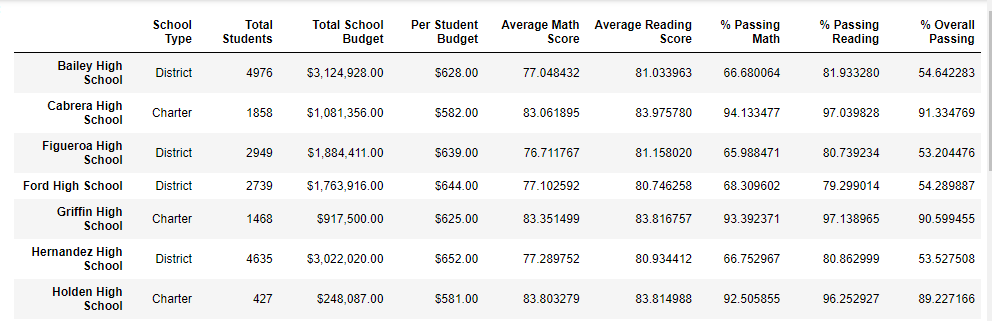 School Type Total Students Total School Budget Per Student Budget Average Math Score Average Reading Score % Passing Math % Passing Reading % Overall Passing
Bailey High School District 4976 $3,124,928.00 $628.00 77.048432 81.033963 66.680064 81.933280 54.642283
Cabrera High School Charter 1858 $1,081,356.00 $582.00 83.061895 83.975780 94.133477 97.039828 91.334769
Figueroa High School District 2949 $1,884,411.00 $639.00 76.711767 81.158020 65.988471 80.739234 53.204476
Ford High School District 2739 $1,763,916.00 $644.00 77.102592 80.746258 68.309602 79.299014 54.289887
Griffin High School Charter 1468 $917,500.00 $625.00 83.351499 83.816757 93.392371 97.138965 90.599455
Hernandez High School District 4635 $3,022,020.00 $652.00 77.289752 80.934412 66.752967 80.862999 53.527508
Holden High School Charter 427 $248,087.00 $581.00 83.803279 83.814988 92.505855 96.252927 89.227166